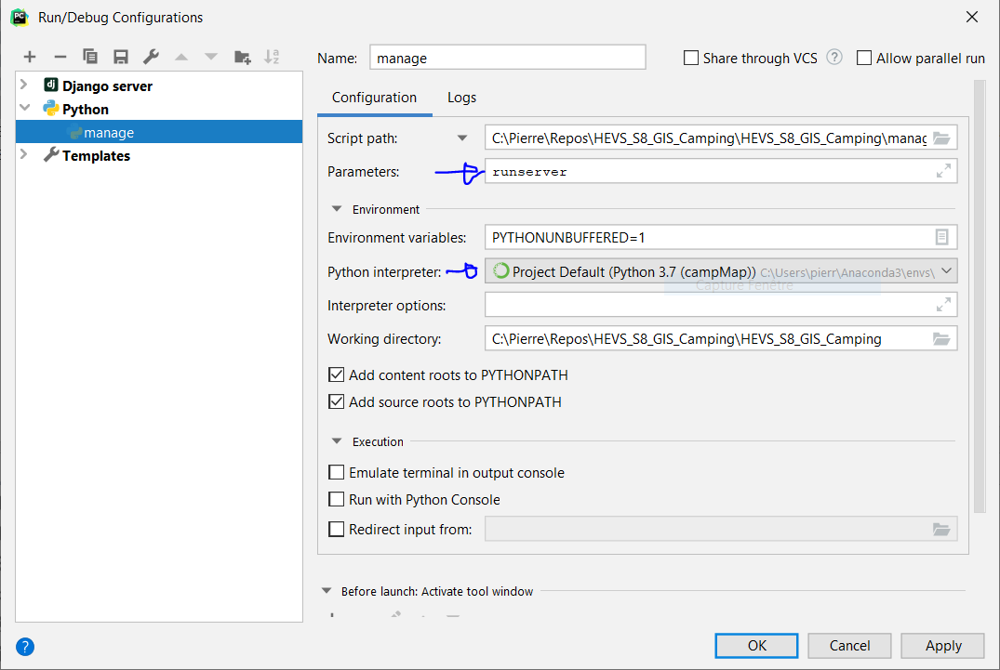 Run/Debug Configurations
Name: manage Share through VCS ? Allow parallel run
Django server
Python
manage
Templates
Configuration Logs
Script path: C:\Pierre\Repos\HEVS_S8_GIS_Camping\HEVS_S8_GIS_Camping\manag
Parameters: runserver
Environment
Environment variables: PYTHONUNBUFFERED=1
Python interpreter: Project Default (Python 3.7 (campMap)) C:\Users\pierr\Anaconda3\envs\
Capture Fenêtre
Interpreter options:
Working directory: C:\Pierre\Repos\HEVS_S8_GIS_Camping\HEVS_S8_GIS_Camping
Add content roots to PYTHONPATH
Add source roots to PYTHONPATH
Execution
Emulate terminal in output console
Run with Python Console
Redirect input from:
Before launch: Activate tool window
? OK Cancel Apply